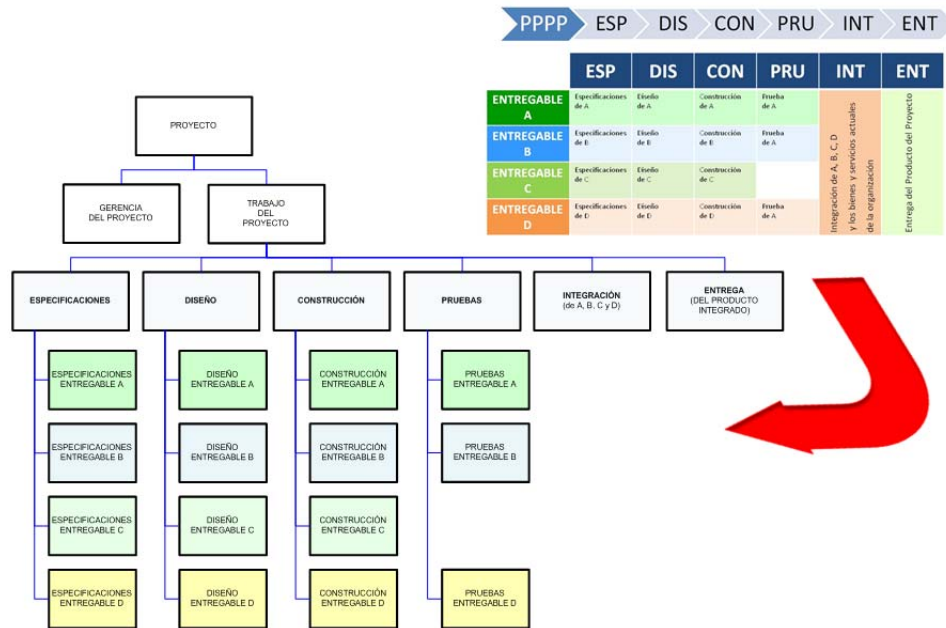 PPPP ESP DIS CON PRU INT ENT
ESP DIS CON PRU INT ENT
ENTREGABLE
A
Especificaciones
de A
Diseño
de A
Construcción
de A
Prueba
de A
ENTREGABLE
B
Especificaciones
de B
Diseño
de B
Construcción
de B
Prueba
de A
ENTREGABLE
C
Especificaciones
de C
Diseño
de C
Construcción
de C
ENTREGABLE
D
Especificaciones
de D
Diseño
de D
Construcción
de D
Prueba
de A
Integración de A, B, C, D
y los bienes y servicios actuales
de la organización
Entrega del Producto del Proyecto
PROYECTO
GERENCIA
DEL PROYECTO
TRABAJO
DEL
PROYECTO
ESPECIFICACIONES
DISEÑO
CONSTRUCCIÓN
PRUEBAS
INTEGRACIÓN
(de A, B, C y D)
ENTREGA
(DEL PRODUCTO
INTEGRADO)
ESPECIFICACIONES
ENTREGABLE A
DISEÑO
ENTREGABLE A
CONSTRUCCIÓN
ENTREGABLE A
PRUEBAS
ENTREGABLE A
ESPECIFICACIONES
ENTREGABLE B
DISEÑO
ENTREGABLE B
CONSTRUCCIÓN
ENTREGABLE B
PRUEBAS
ENTREGABLE B
ESPECIFICACIONES
ENTREGABLE C
DISEÑO
ENTREGABLE C
CONSTRUCCIÓN
ENTREGABLE C
ESPECIFICACIONES
ENTREGABLE D
DISEÑO
ENTREGABLE D
CONSTRUCCIÓN
ENTREGABLE D
PRUEBAS
ENTREGABLE D